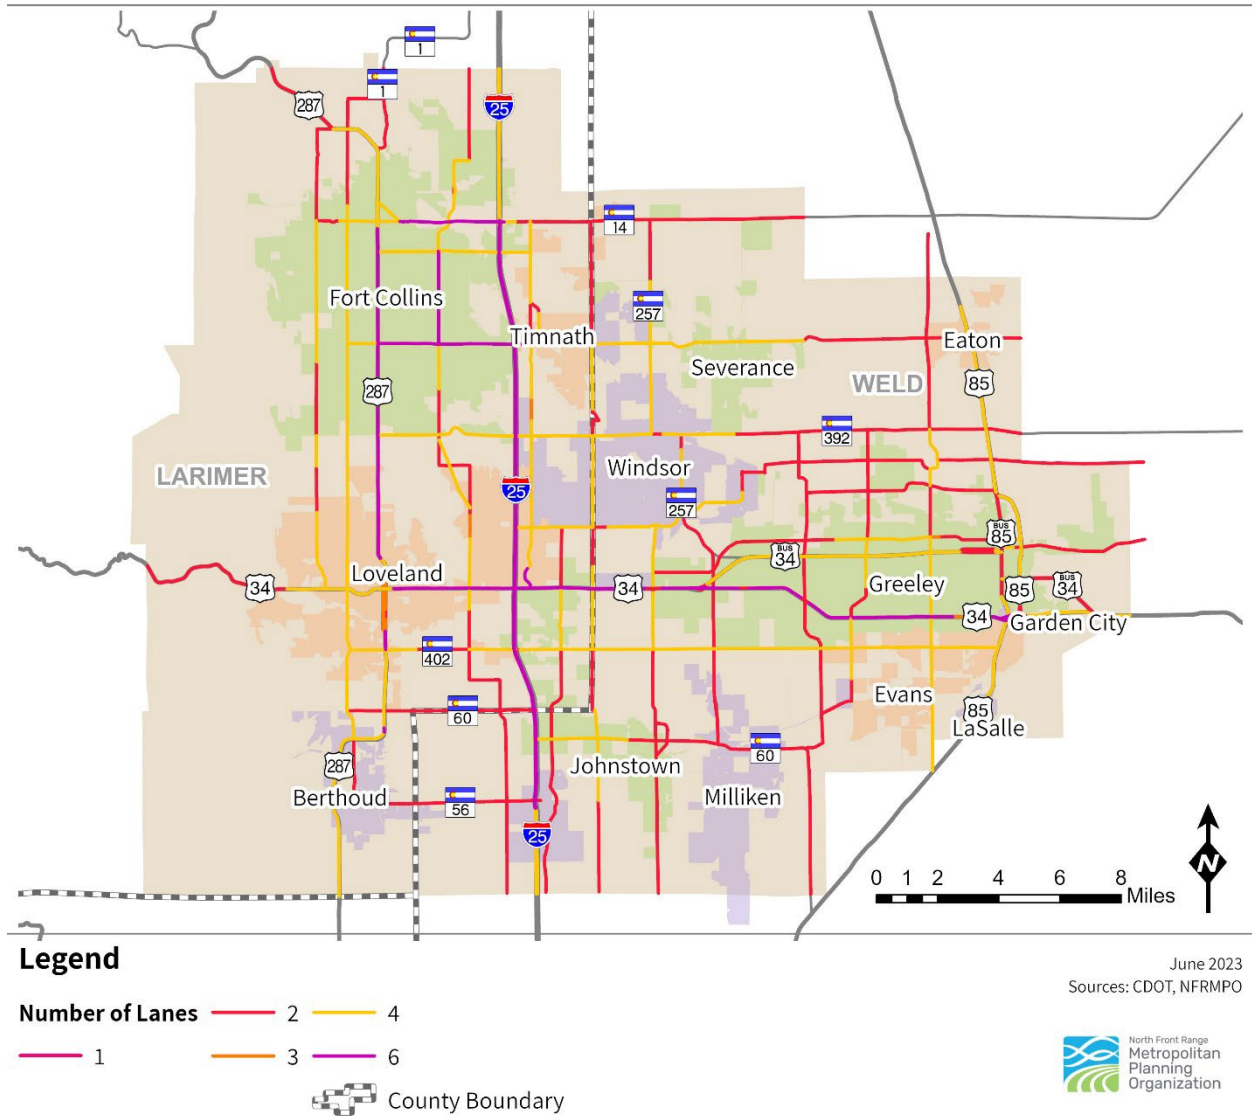 1
1
287
25
14
257
Fort Collins
Timnath
Eaton
Severance
WELD
85
287
392
LARIMER
Windsor
25
257
BUS
85
BUS
34
Loveland
34
34
Greeley
85
BUS
34
34
Garden City
402
Evans
60
85
LaSalle
60
287
Johnstown
Berthoud
56
Milliken
25
N
0 1 2 4 6 8
Miles
Legend
June 2023
Sources: CDOT, NFRMPO
Number of Lanes
2
4
1
3
6
County Boundary
North Front Range
Metropolitan
Planning
Organization